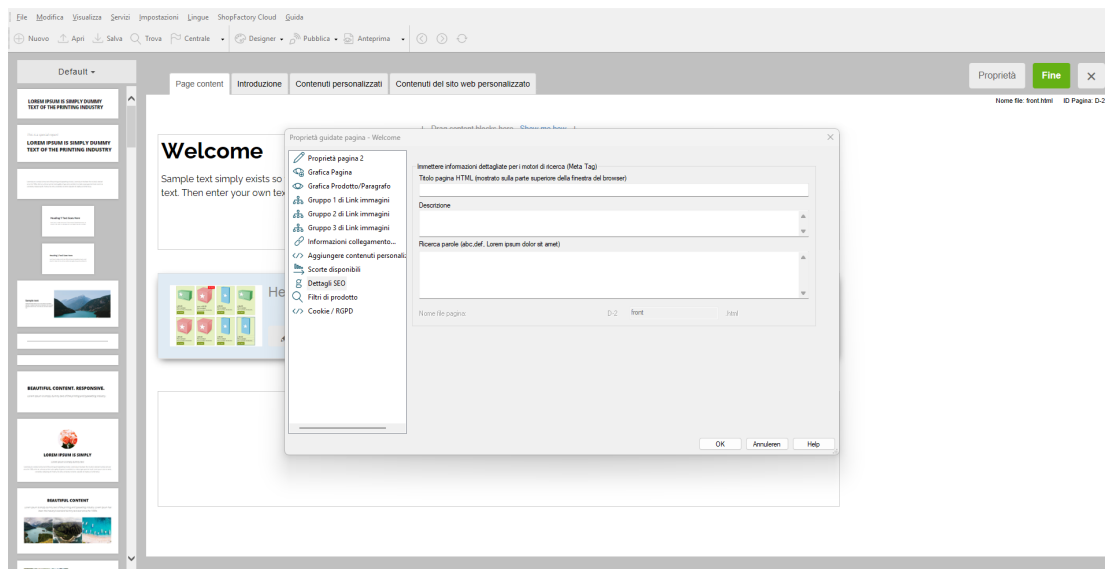 File Modifica Visualizza Servizi Impostazioni Lingue ShopFactory Cloud Guida
Nuovo Apri Salva Trova Centrale Designer Pubblica Anteprima
Default
Page content Introduzione Contenuti personalizzati Contenuti del sito web personalizzato
Proprietà Fine
Nome file: front.html ID Pagina: D-2
LOREM IPSUM IS SIMPLY DUMMY
TEXT OF THE PRINTING INDUSTRY
LOREM IPSUM IS SIMPLY DUMMY
TEXT OF THE PRINTING INDUSTRY
BEAUTIFUL CONTENT. RESPONSIVE.
LOREM IPSUM IS SIMPLY
BEAUTIFUL CONTENT
Welcome
Sample text simply exists so
text. Then enter your own tex
He
Proprietà guidate pagina - Welcome
Proprietà pagina 2
Grafica Pagina
Grafica Prodotto/Paragrafo
Gruppo 1 di Link immagini
Gruppo 2 di Link immagini
Gruppo 3 di Link immagini
Informazioni collegamento...
Aggiungere contenuti personaliz
Scorte disponibili
Dettagli SEO
Filtri di prodotto
Cookie / RGPD
Immettere informazioni dettagliate per i motori di ricerca (Meta Tag)
Titolo pagina HTML (mostrato sulla parte superiore della finestra del browser)
Descrizione
Ricerca parole (abc,def, Lorem ipsum dolor sit amet)
Nome file pagina: D-2 front .html
OK Annuleren Help